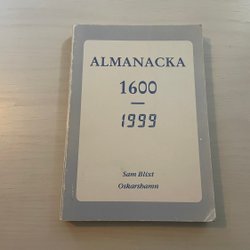 ALMANACKA
1600
—
1999
Sam Blixt
Oskarshamn